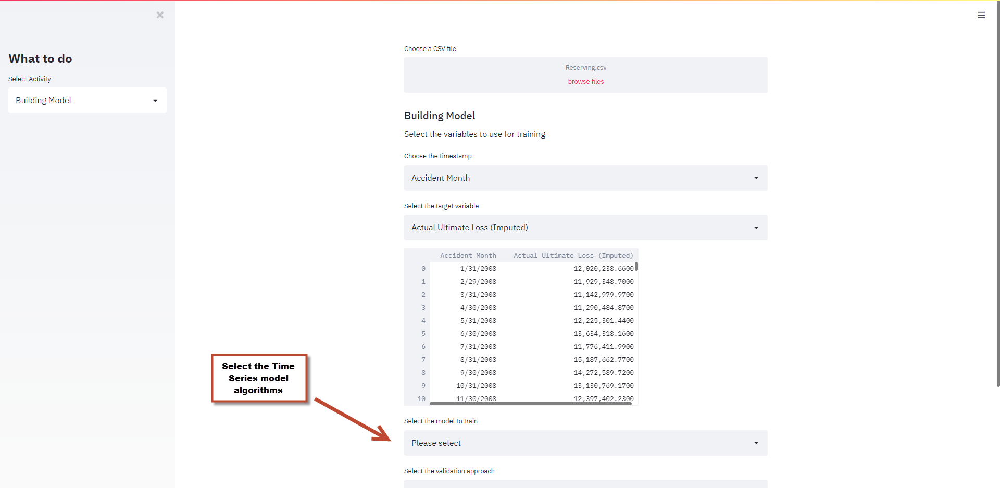 What to do
Select Activity
Building Model
Choose a CSV file
Reserving.csv
browse files
Building Model
Select the variables to use for training
Choose the timestamp
Accident Month
Select the target variable
Actual Ultimate Loss (Imputed)
Accident Month Actual Ultimate Loss (Imputed)
0 1/31/2008 12,020,238.6600
1 2/29/2008 11,929,348.7000
2 3/31/2008 11,142,979.9700
3 4/30/2008 11,290,484.8700
4 5/31/2008 12,225,301.4400
5 6/30/2008 13,634,318.1600
6 7/31/2008 11,776,411.9900
7 8/31/2008 15,187,662.7700
8 9/30/2008 14,272,589.7200
9 10/31/2008 13,130,769.1700
10 11/30/2008 12,397,402.2300
Select the Time
Series model
algorithms
Select the model to train
Please select
Select the validation approach